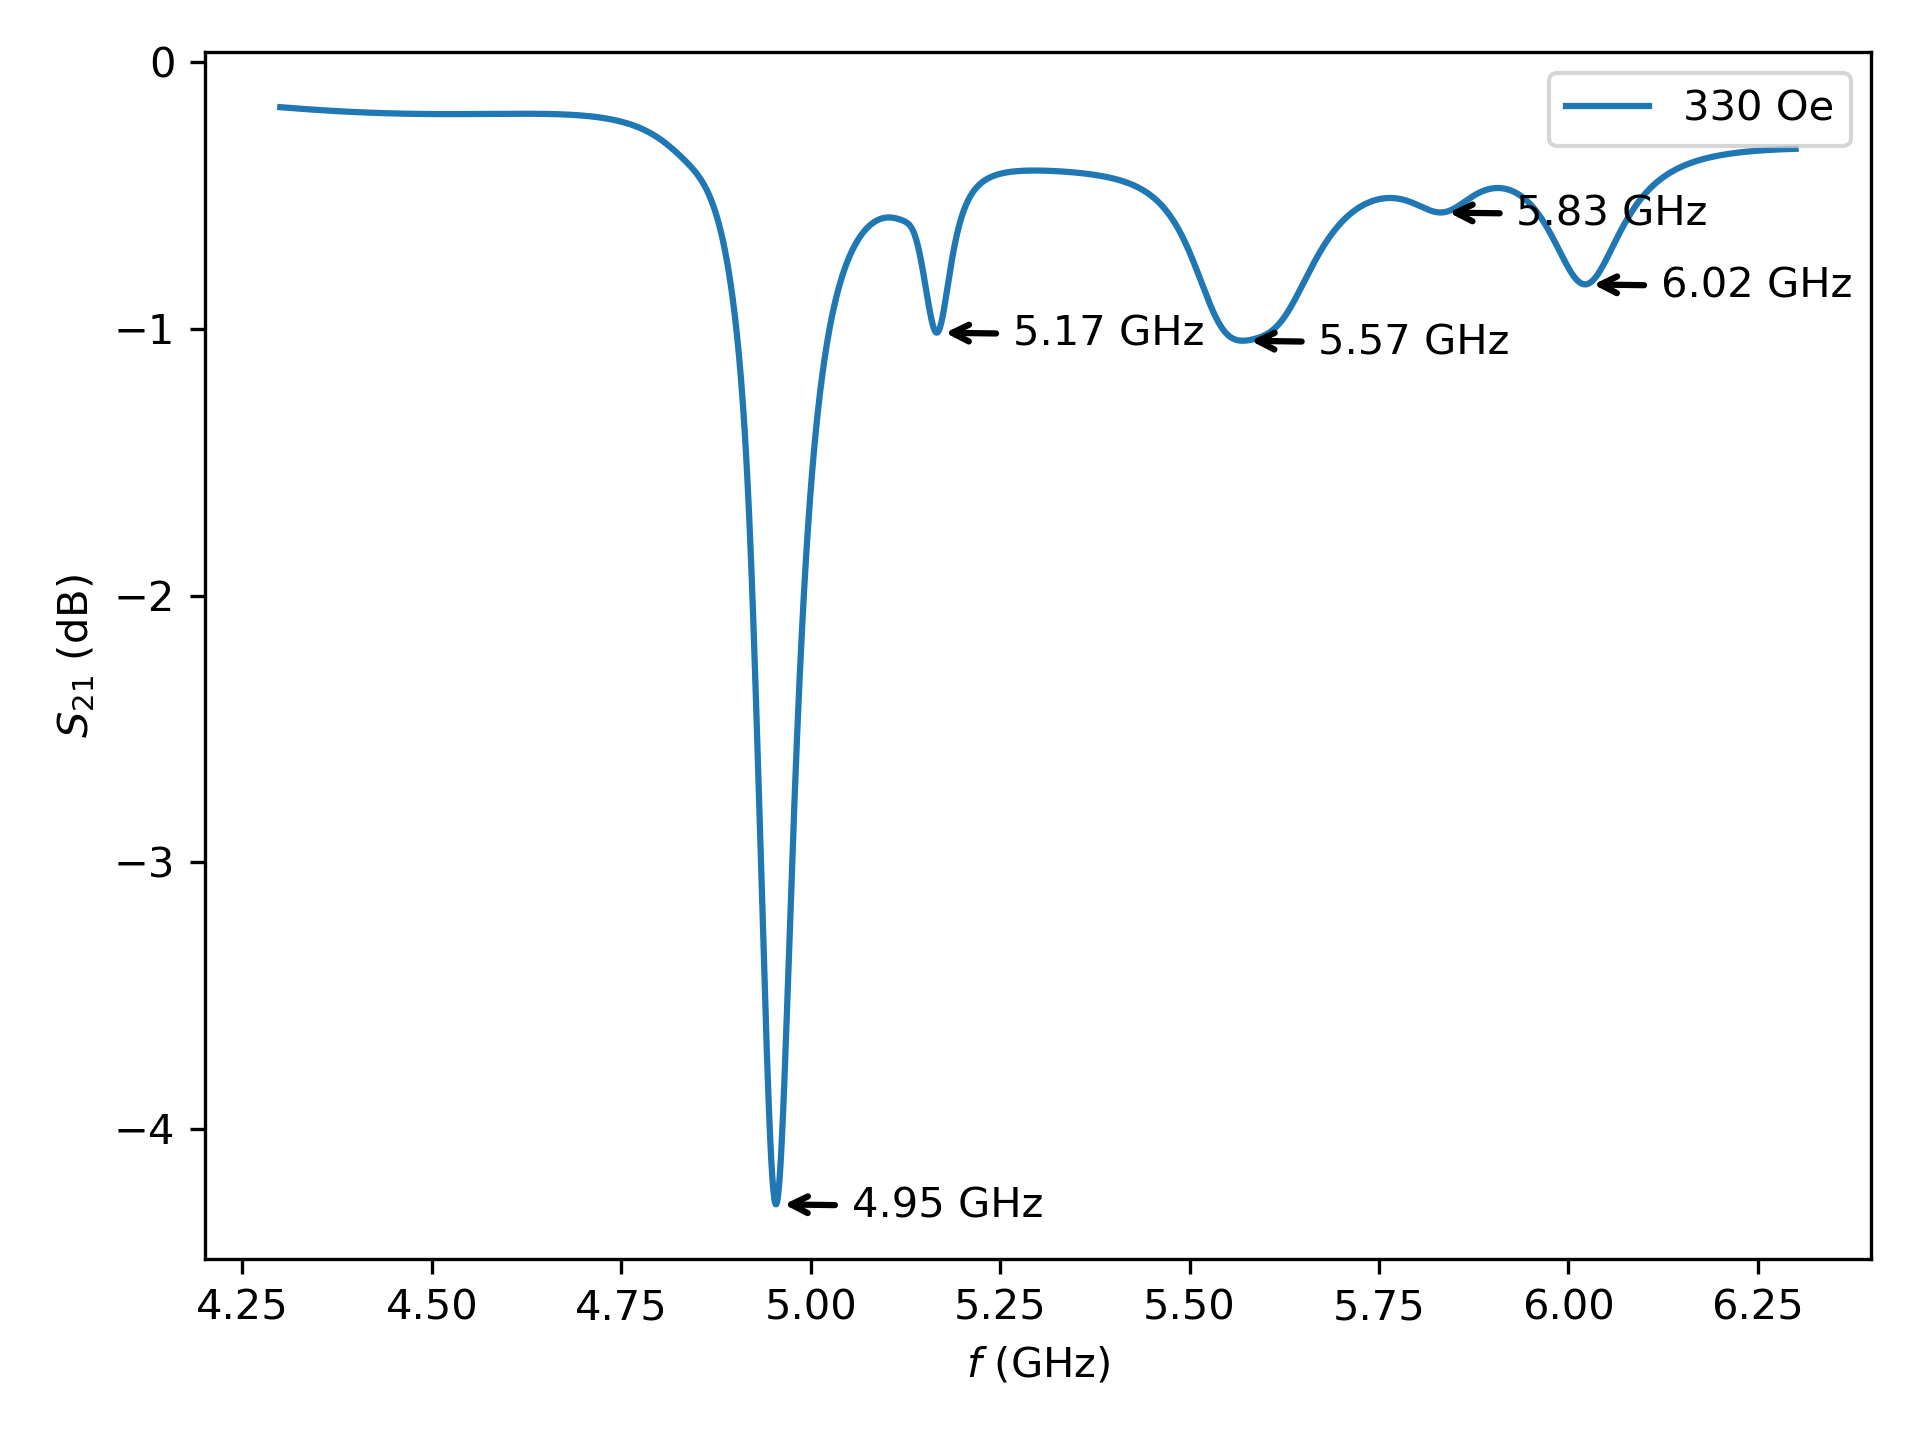 0
−1
−2
−3
−4
S21 (dB)
330 Oe
5.83 GHz
6.02 GHz
5.17 GHz
5.57 GHz
4.95 GHz
4.25 4.50 4.75 5.00 5.25 5.50 5.75 6.00 6.25
f (GHz)